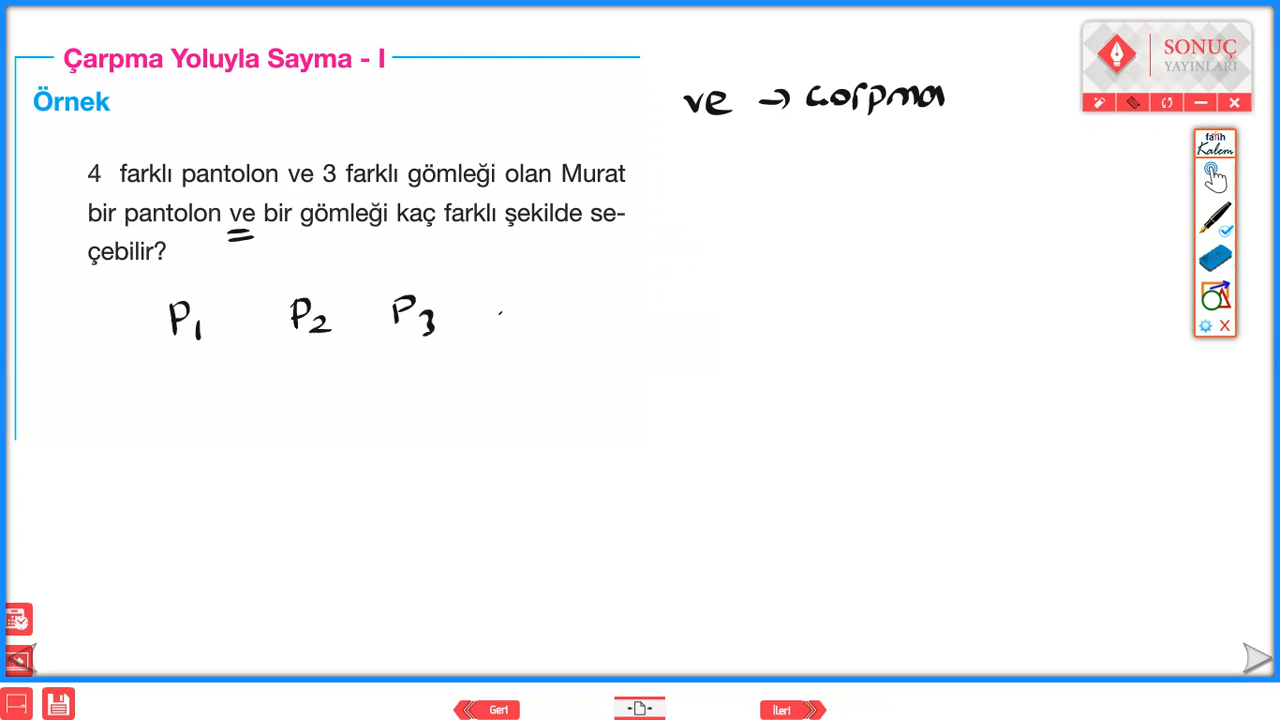 Çarpma Yoluyla Sayma - I
Örnek
4 farklı pantolon ve 3 farklı gömleği olan Murat
bir pantolon ve bir gömleği kaç farklı şekilde se-
çebilir?
P1 P2 P3
ve → çarpma
SONUÇ
YAYINLARI
fatih
Kalem
Geri
İleri